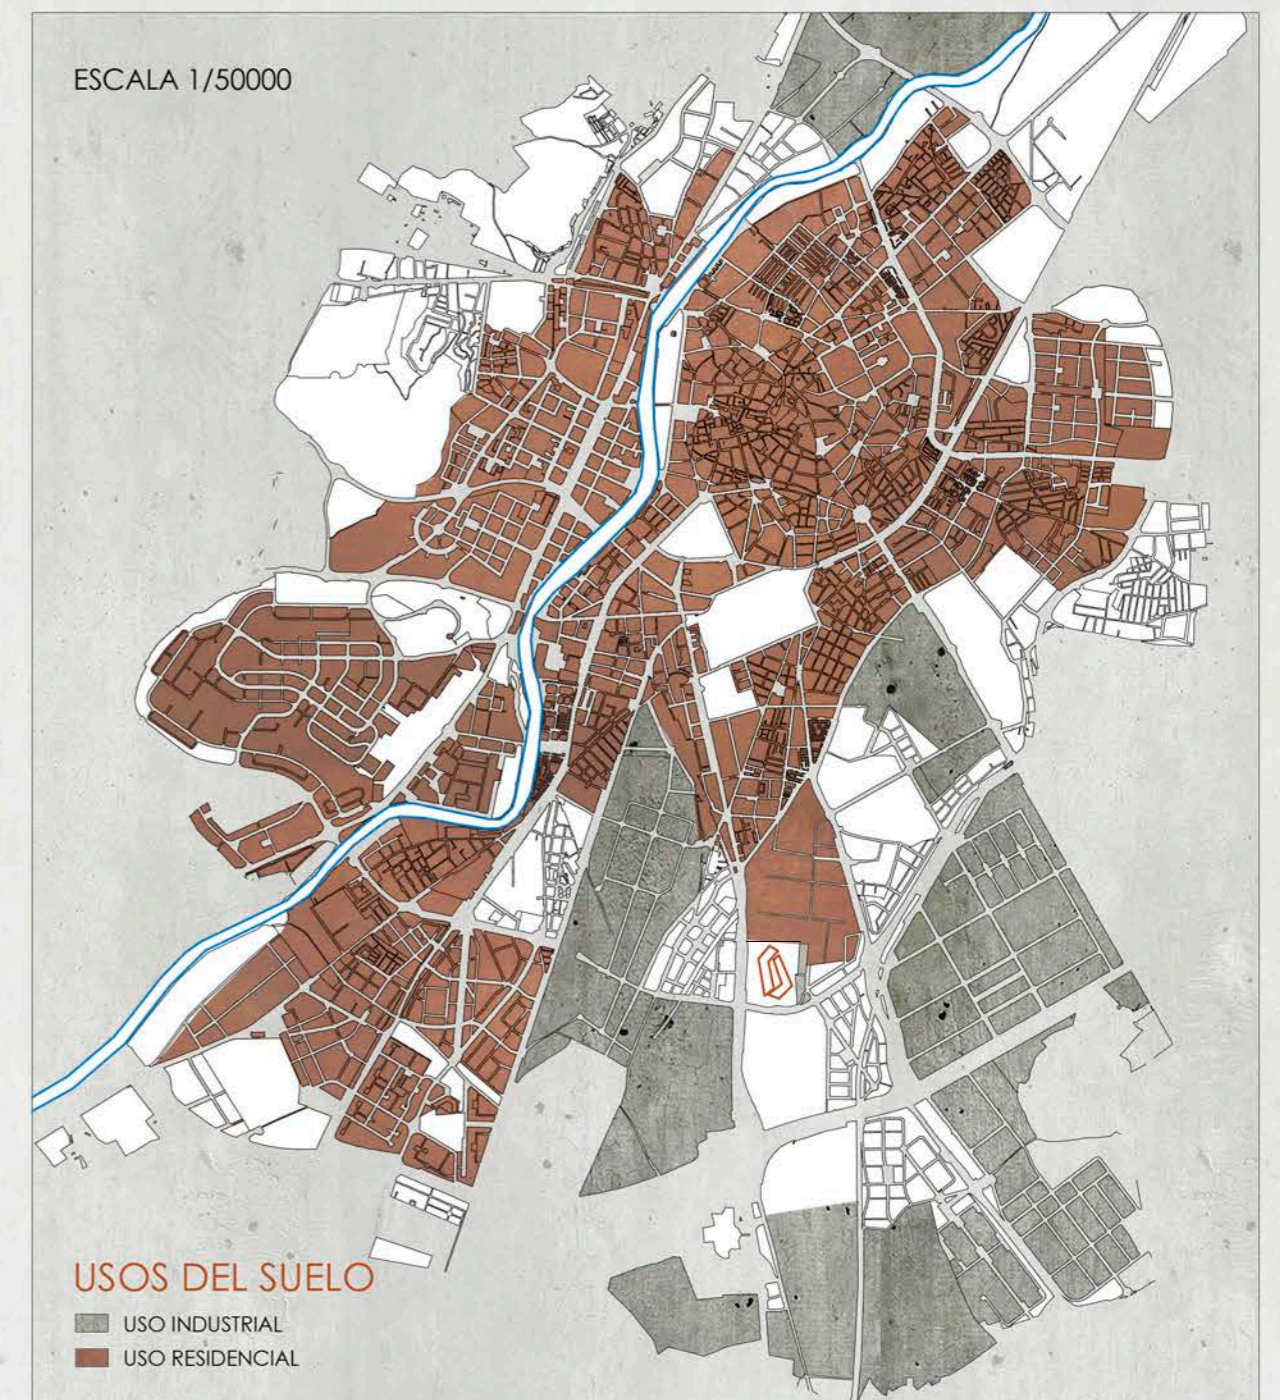 ESCALA 1/50000
USOS DEL SUELO
USO INDUSTRIAL
USO RESIDENCIAL